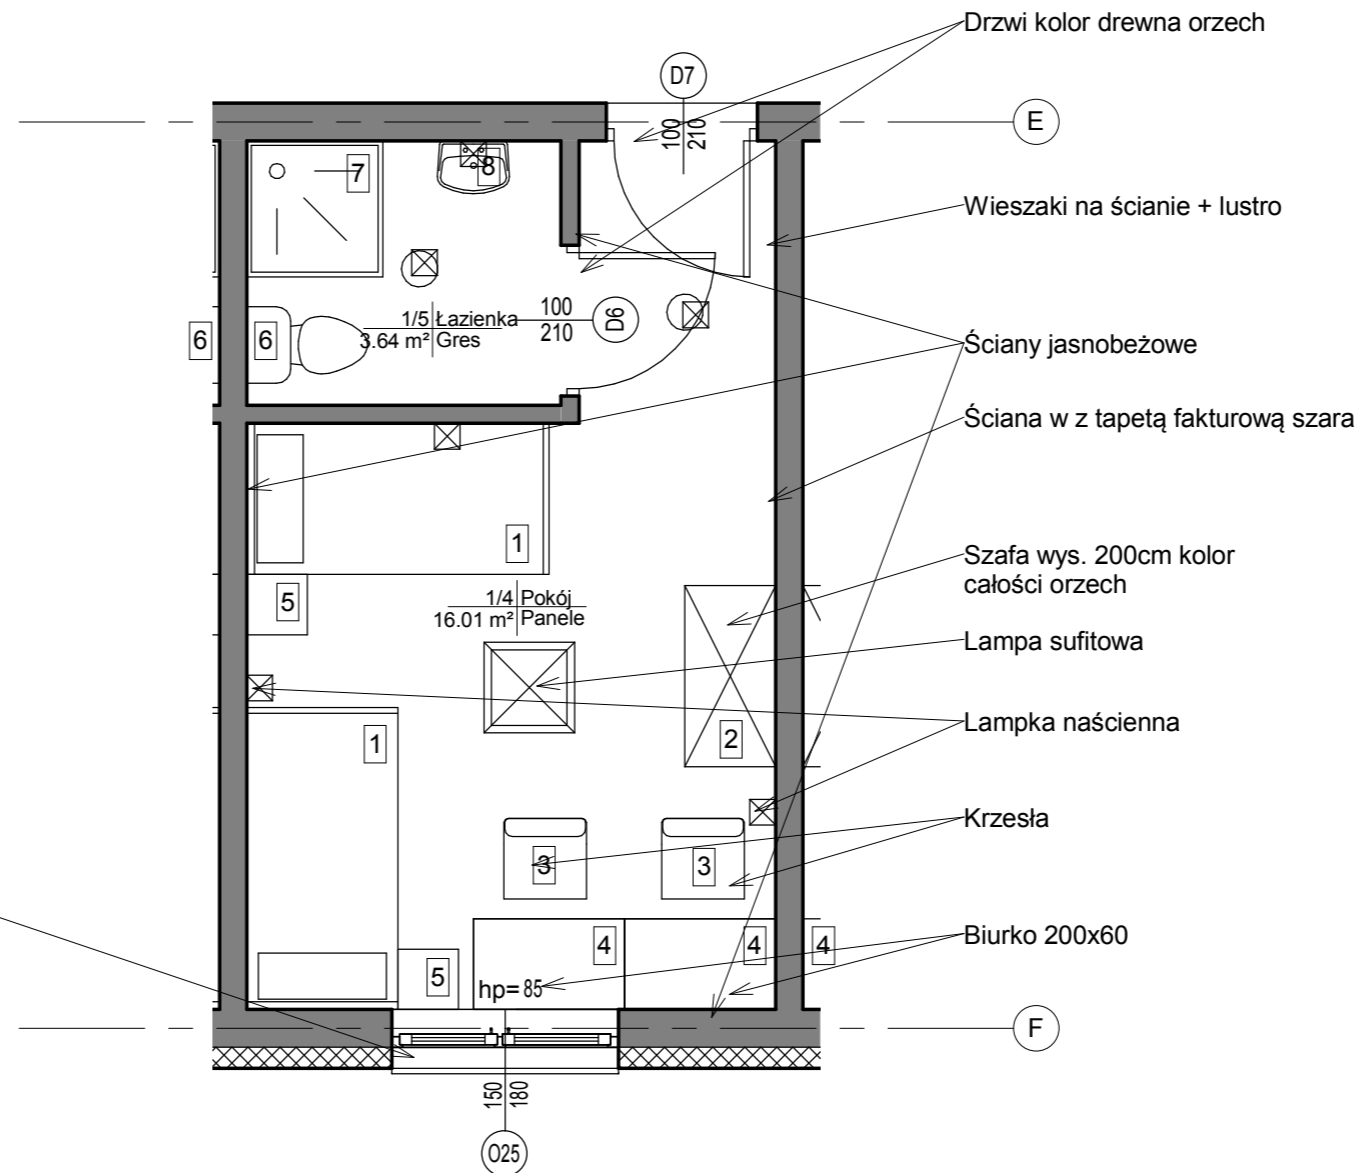 Drzwi kolor drewna orzech
D7
100
210
E
7
8
Wieszaki na ścianie + lustro
1/5 Łazienka
3.64 m² Gres
100
210
D6
6
6
Ściany jasnobeżowe
Ściana w z tapetą fakturową szara
1
Szafa wys. 200cm kolor
całości orzech
5
1/4 Pokój
16.01 m² Panele
Lampa sufitowa
1
2
Lampka naścienna
3
3
Krzesła
4
4
4
Biurko 200x60
5
hp= 85
F
150
180
O25